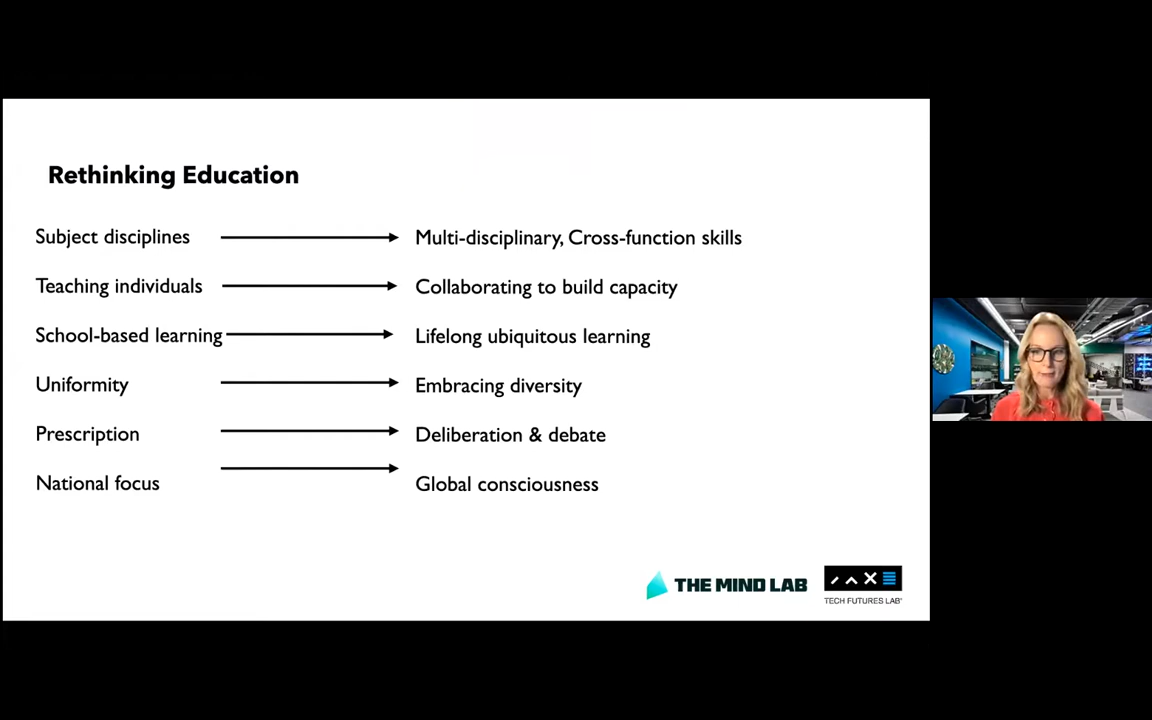 Rethinking Education
Subject disciplines Multi-disciplinary, Cross-function skills
Teaching individuals Collaborating to build capacity
School-based learning Lifelong ubiquitous learning
Uniformity Embracing diversity
Prescription Deliberation & debate
National focus Global consciousness
THE MIND LAB
TECH FUTURES LAB